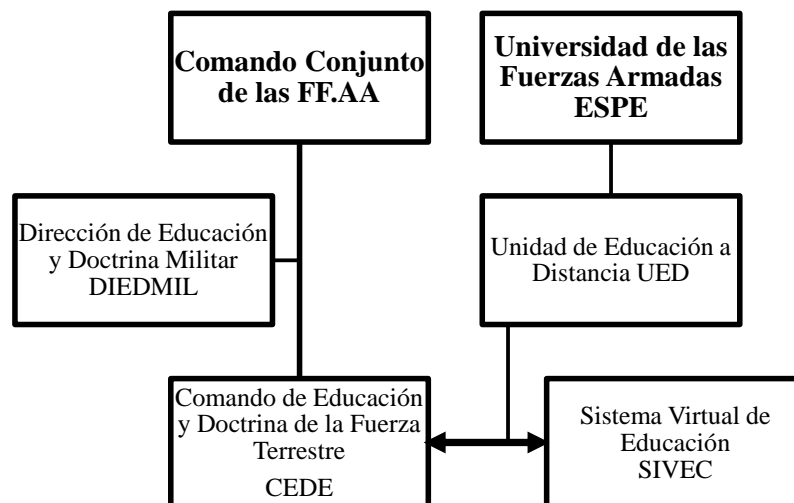 Comando Conjunto
de las FF.AA
Universidad de las
Fuerzas Armadas
ESPE
Dirección de Educación
y Doctrina Militar
DIEDMIL
Unidad de Educación a
Distancia UED
Comando de Educación
y Doctrina de la Fuerza
Terrestre
CEDE
Sistema Virtual de
Educación
SIVEC